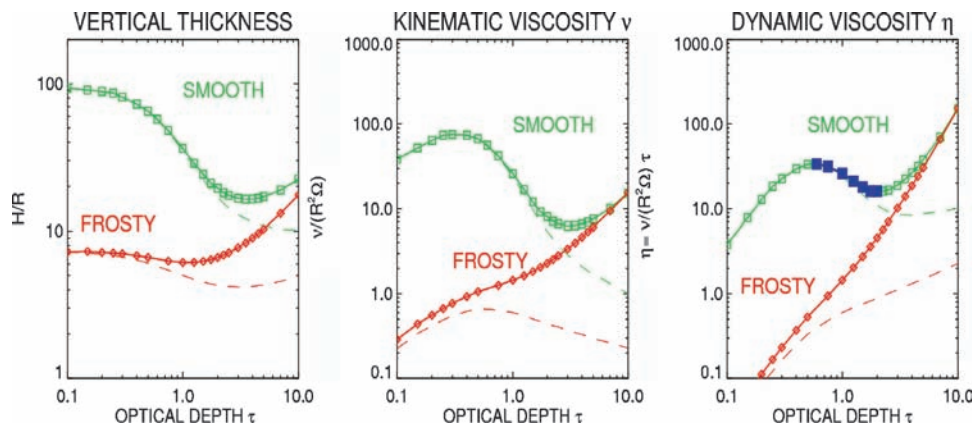 VERTICAL THICKNESS
100
10
1
H/R
SMOOTH
FROSTY
0.1 1.0 10.0
OPTICAL DEPTH τ
KINEMATIC VISCOSITY ν
1000.0
100.0
10.0
1.0
0.1
ν/(R²Ω)
SMOOTH
FROSTY
0.1 1.0 10.0
OPTICAL DEPTH τ
DYNAMIC VISCOSITY η
1000.0
100.0
10.0
1.0
0.1
η= ν/(R²Ω) τ
SMOOTH
FROSTY
0.1 1.0 10.0
OPTICAL DEPTH τ